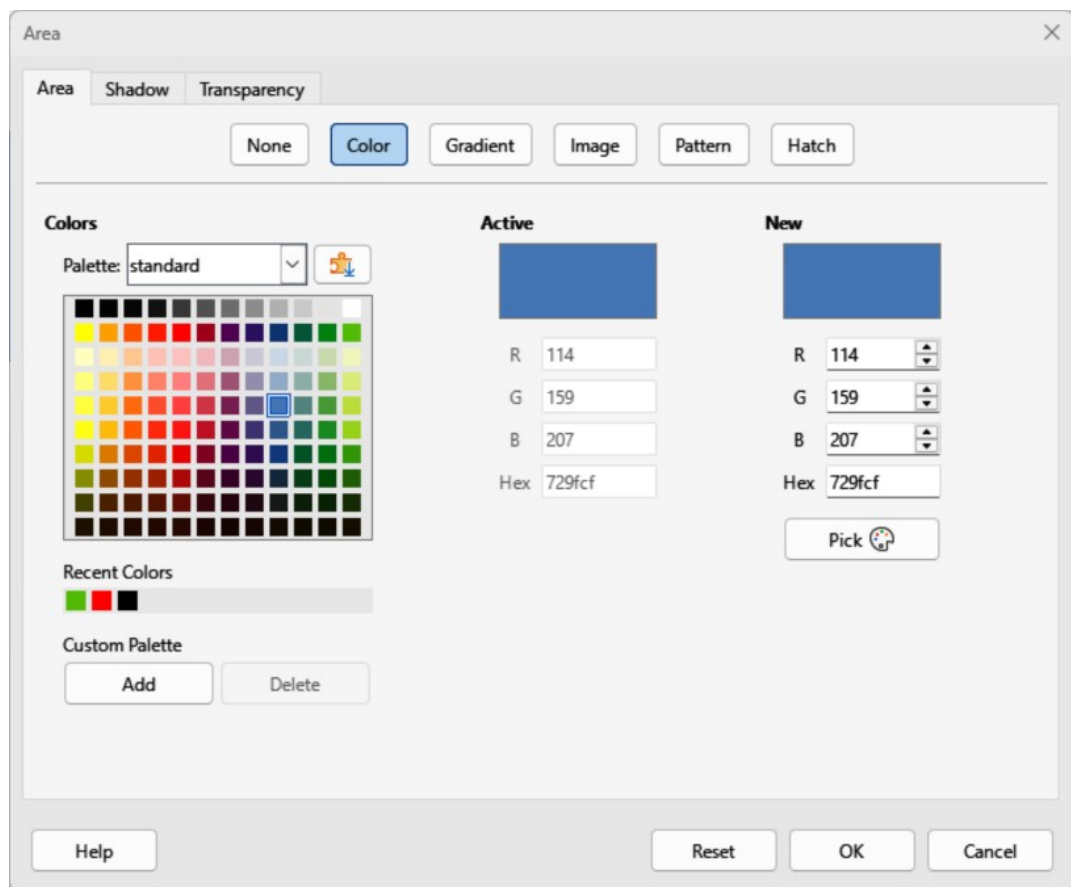 Area
Area Shadow Transparency
None Color Gradient Image Pattern Hatch
Colors Active New
Palette: standard
R 114 R 114
G 159 G 159
B 207 B 207
Hex 729fcf Hex 729fcf
Pick
Recent Colors
Custom Palette
Add Delete
Help Reset OK Cancel